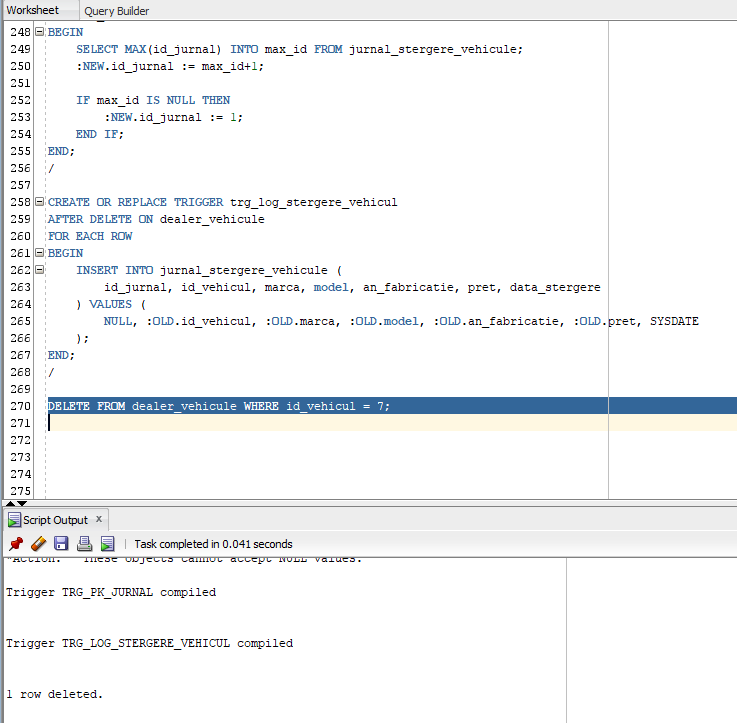 Worksheet Query Builder
248 BEGIN
249 SELECT MAX(id_jurnal) INTO max_id FROM jurnal_stergere_vehicule;
250 :NEW.id_jurnal := max_id+1;
251
252 IF max_id IS NULL THEN
253 :NEW.id_jurnal := 1;
254 END IF;
255 END;
256 /
257
258 CREATE OR REPLACE TRIGGER trg_log_stergere_vehicul
259 AFTER DELETE ON dealer_vehicule
260 FOR EACH ROW
261 BEGIN
262 INSERT INTO jurnal_stergere_vehicule (
263 id_jurnal, id_vehicul, marca, model, an_fabricatie, pret, data_stergere
264 ) VALUES (
265 NULL, :OLD.id_vehicul, :OLD.marca, :OLD.model, :OLD.an_fabricatie, :OLD.pret, SYSDATE
266 );
267 END;
268 /
269
270 DELETE FROM dealer_vehicule WHERE id_vehicul = 7;
271
272
273
274
275
Script Output x
Task completed in 0.041 seconds
*Action: These objects cannot accept NULL values.
Trigger TRG_PK_JURNAL compiled
Trigger TRG_LOG_STERGERE_VEHICUL compiled
1 row deleted.